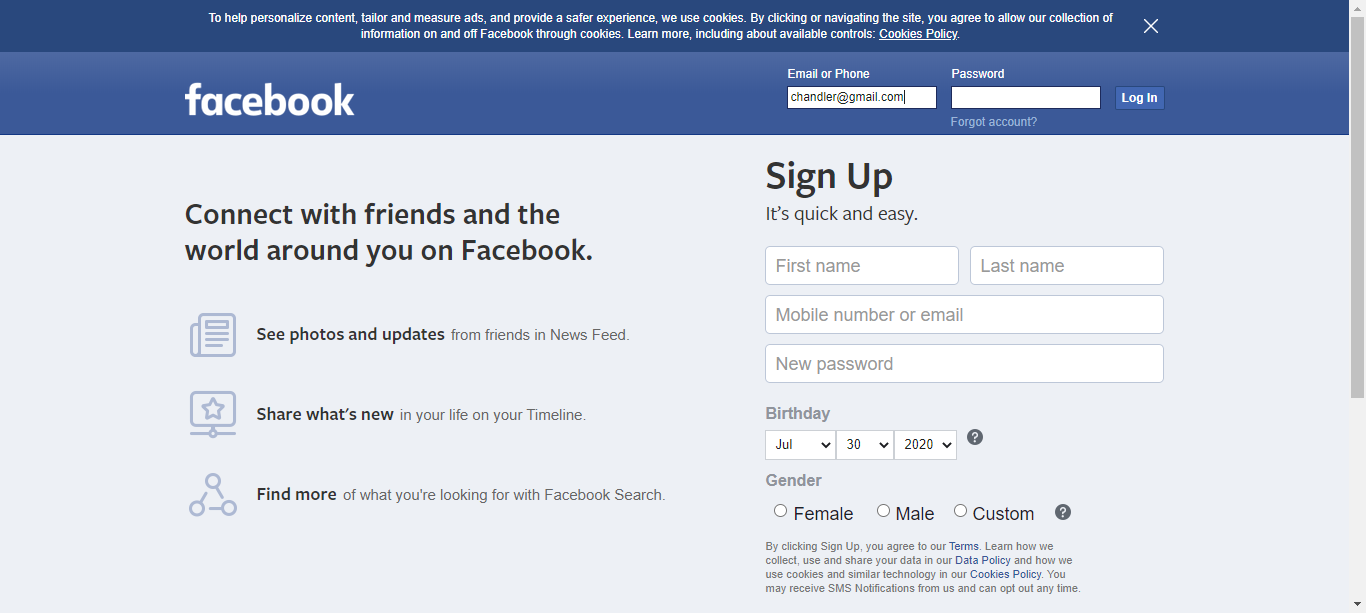 To help personalize content, tailor and measure ads, and provide a safer experience, we use cookies. By clicking or navigating the site, you agree to allow our collection of
information on and off Facebook through cookies. Learn more, including about available controls: Cookies Policy.
facebook
Email or Phone
Password
chandler@gmail.com
Log In
Forgot account?
Connect with friends and the
world around you on Facebook.
See photos and updates from friends in News Feed.
Share what's new in your life on your Timeline.
Find more of what you're looking for with Facebook Search.
Sign Up
It's quick and easy.
First name
Last name
Mobile number or email
New password
Birthday
Jul 30 2020 ?
Gender
Female Male Custom ?
By clicking Sign Up, you agree to our Terms. Learn how we
collect, use and share your data in our Data Policy and how we
use cookies and similar technology in our Cookies Policy. You
may receive SMS Notifications from us and can opt out any time.